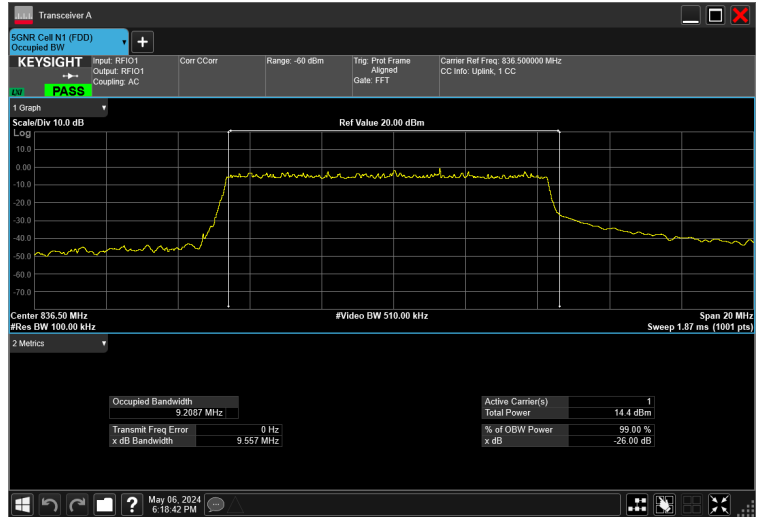 Transceiver A
5GNR Cell N1 (FDD)
Occupied BW
KEYSIGHT
LXI
PASS
Input: RFIO1
Output: RFIO1
Coupling: AC
Corr CCorr
Range: -60 dBm
Trig: Prot Frame
Aligned
Gate: FFT
Carrier Ref Freq: 836.500000 MHz
CC Info: Uplink, 1 CC
1 Graph
Scale/Div 10.0 dB
Ref Value 20.00 dBm
Log
10.0
0.00
-10.0
-20.0
-30.0
-40.0
-50.0
-60.0
-70.0
Center 836.50 MHz
#Video BW 510.00 kHz
Span 20 MHz
#Res BW 100.00 kHz
Sweep 1.87 ms (1001 pts)
2 Metrics
Occupied Bandwidth
9.2087 MHz
Transmit Freq Error 0 Hz
x dB Bandwidth 9.557 MHz
Active Carrier(s) 1
Total Power 14.4 dBm
% of OBW Power 99.00 %
x dB -26.00 dB
May 06, 2024
6:18:42 PM